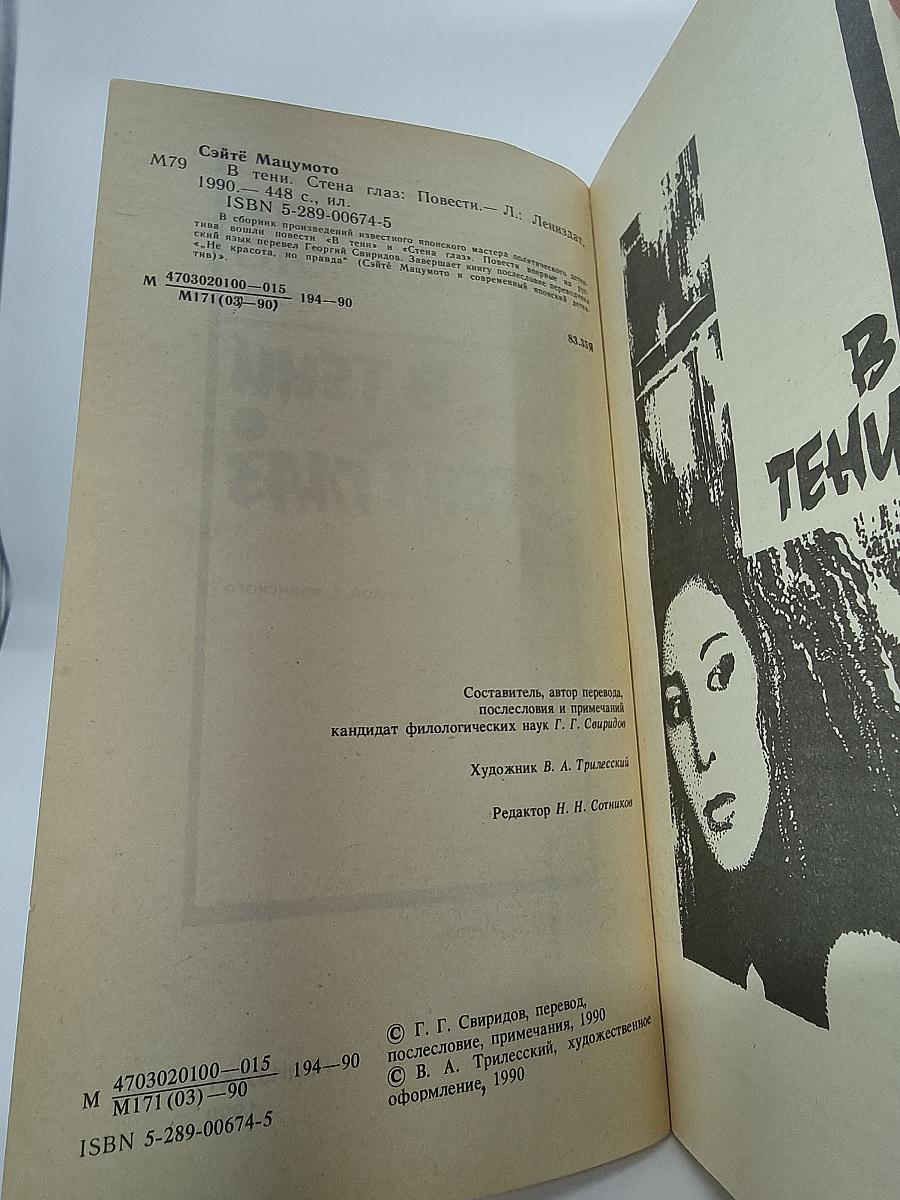 Сэйтё Мацумото
М79
В тени. Стена глаз: Повести.— Л.: Лениздат,
1990.— 448 с., ил.
ISBN 5-289-00674-5
В сборник произведений известного японского мастера политического детек-
тива вошли повести «В тени» и «Стена глаз». Повести впервые на рус-
ский язык перевел Георгий Свиридов. Завершает книгу послесловие переводчика
«„Не красота, но правда“ (Сэйтё Мацумото и современный японский детек-
тив)».
М 4703020100—015 194—90
М171(03)—90)
83.35Я
Составитель, автор перевода,
послесловия и примечаний
кандидат филологических наук Г. Г. Свиридов
Художник В. А. Трилесский
Редактор Н. Н. Сотников
М 4703020100—015 194—90
М171(03)—90
ISBN 5-289-00674-5
© Г. Г. Свиридов, перевод,
послесловие, примечания, 1990
© В. А. Трилесский, художественное
оформление, 1990
В
ТЕНИ